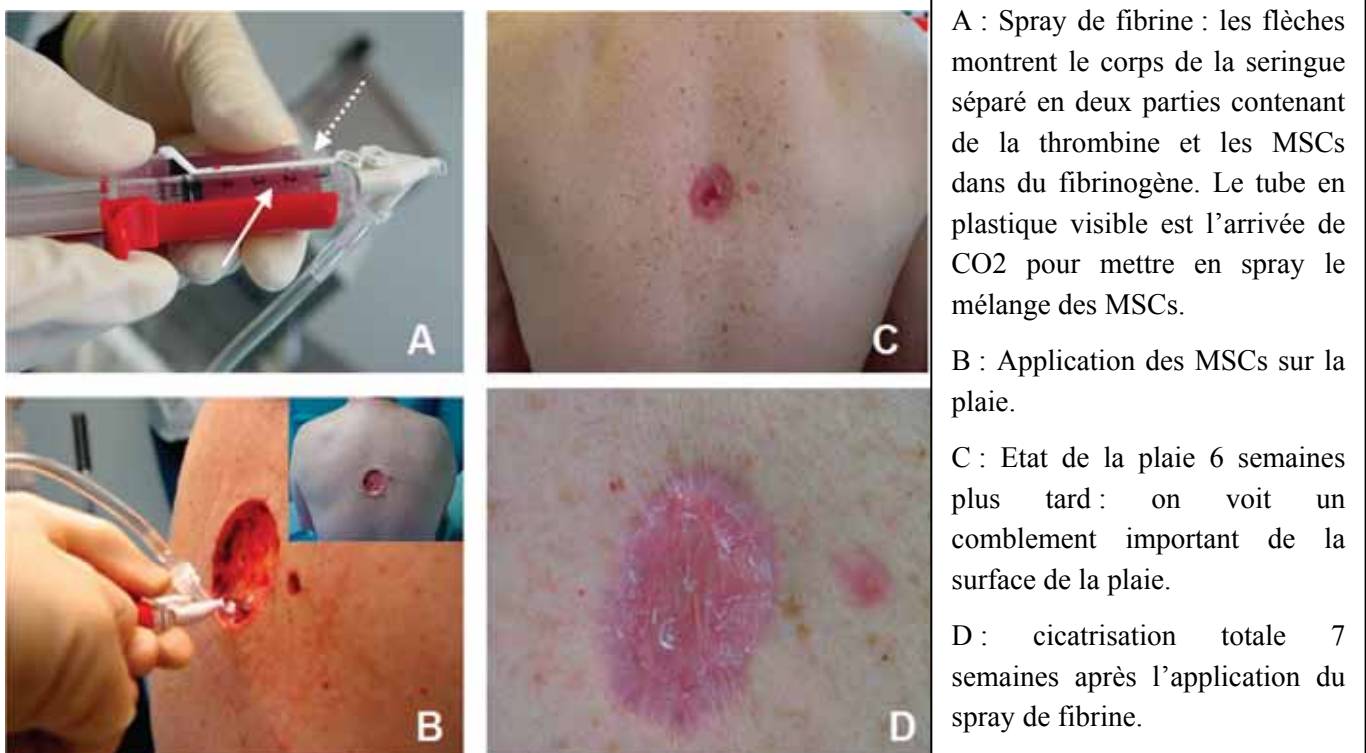 A
C
B
D
A : Spray de fibrine : les flèches
montrent le corps de la seringue
séparé en deux parties contenant
de la thrombine et les MSCs
dans du fibrinogène. Le tube en
plastique visible est l’arrivée de
CO2 pour mettre en spray le
mélange des MSCs.
B : Application des MSCs sur la
plaie.
C : Etat de la plaie 6 semaines
plus tard : on voit un
comblement important de la
surface de la plaie.
D : cicatrisation totale 7
semaines après l’application du
spray de fibrine.